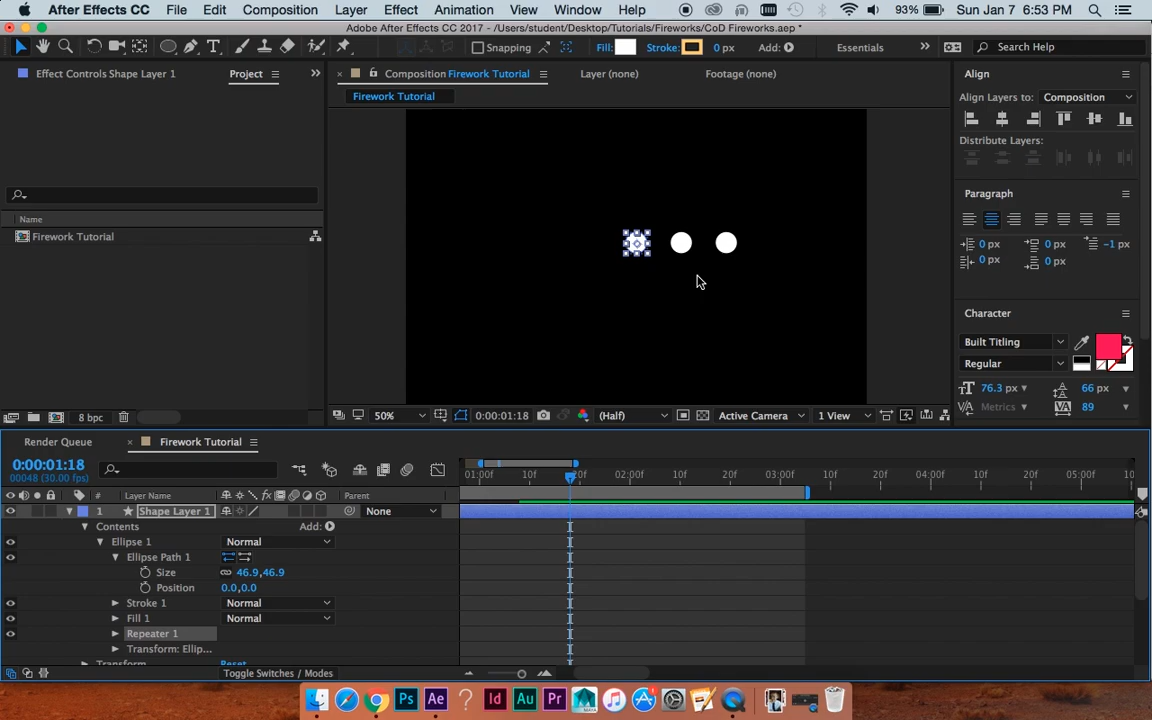 After Effects CC File Edit Composition Layer Effect Animation View Window Help 93% Sun Jan 7 6:53 PM
Adobe After Effects CC 2017 - /Users/student/Desktop/Tutorials/Fireworks/CoD Fireworks.aep *
Snapping Fill: Stroke: 0 px Add: Essentials Search Help
Effect Controls Shape Layer 1 Project Composition Firework Tutorial Layer (none) Footage (none) Align
Firework Tutorial Align Layers to: Composition
Distribute Layers:
Paragraph
Name
Firework Tutorial
0 px 0 px -1 px
0 px 0 px
Character
Built Titling
Regular
76.3 px 66 px
Metrics 89
8 bpc 50% 0:00:01:18 (Half) Active Camera 1 View
Render Queue Firework Tutorial
0:00:01:18
00048 (30.00 fps)
01:00f 10f 20f 02:00f 10f 20f 03:00f 10f 20f 04:00f 10f 20f 05:00f 10
# Layer Name Parent
1 Shape Layer 1 None
Contents Add:
Ellipse 1 Normal
Ellipse Path 1
Size 46.9,46.9
Position 0.0,0.0
Stroke 1 Normal
Fill 1 Normal
Repeater 1
Transform: Ellip...
Transform Reset
Toggle Switches / Modes
Ps Ae Id Au Pr